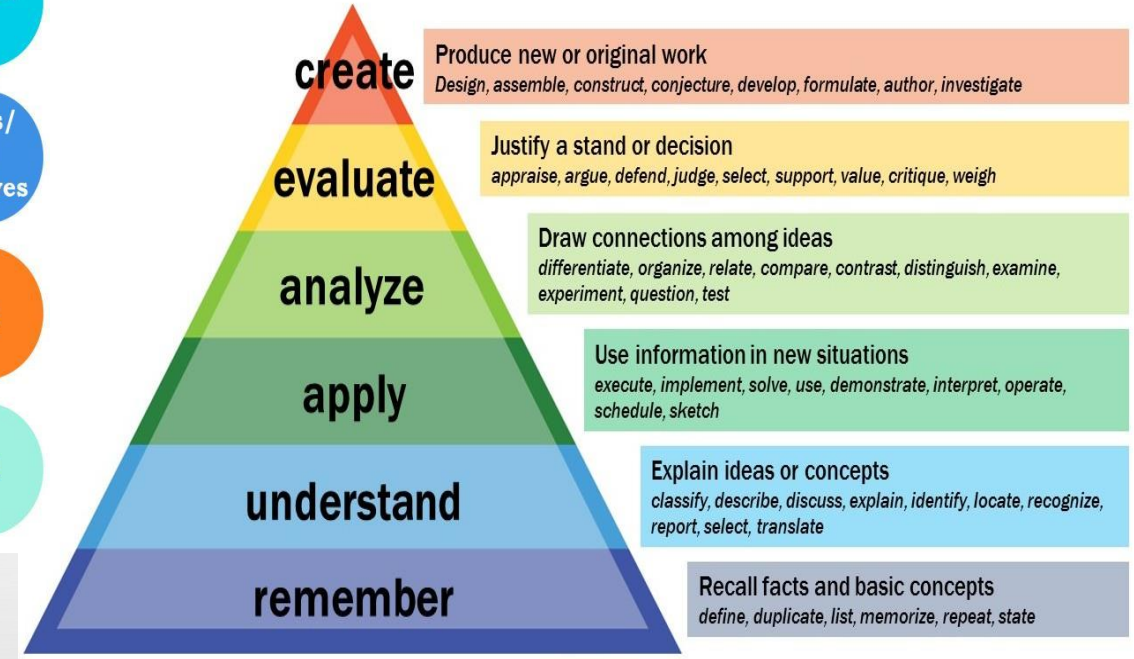 create
Produce new or original work
Design, assemble, construct, conjecture, develop, formulate, author, investigate
evaluate
Justify a stand or decision
appraise, argue, defend, judge, select, support, value, critique, weigh
analyze
Draw connections among ideas
differentiate, organize, relate, compare, contrast, distinguish, examine,
experiment, question, test
apply
Use information in new situations
execute, implement, solve, use, demonstrate, interpret, operate,
schedule, sketch
understand
Explain ideas or concepts
classify, describe, discuss, explain, identify, locate, recognize,
report, select, translate
remember
Recall facts and basic concepts
define, duplicate, list, memorize, repeat, state